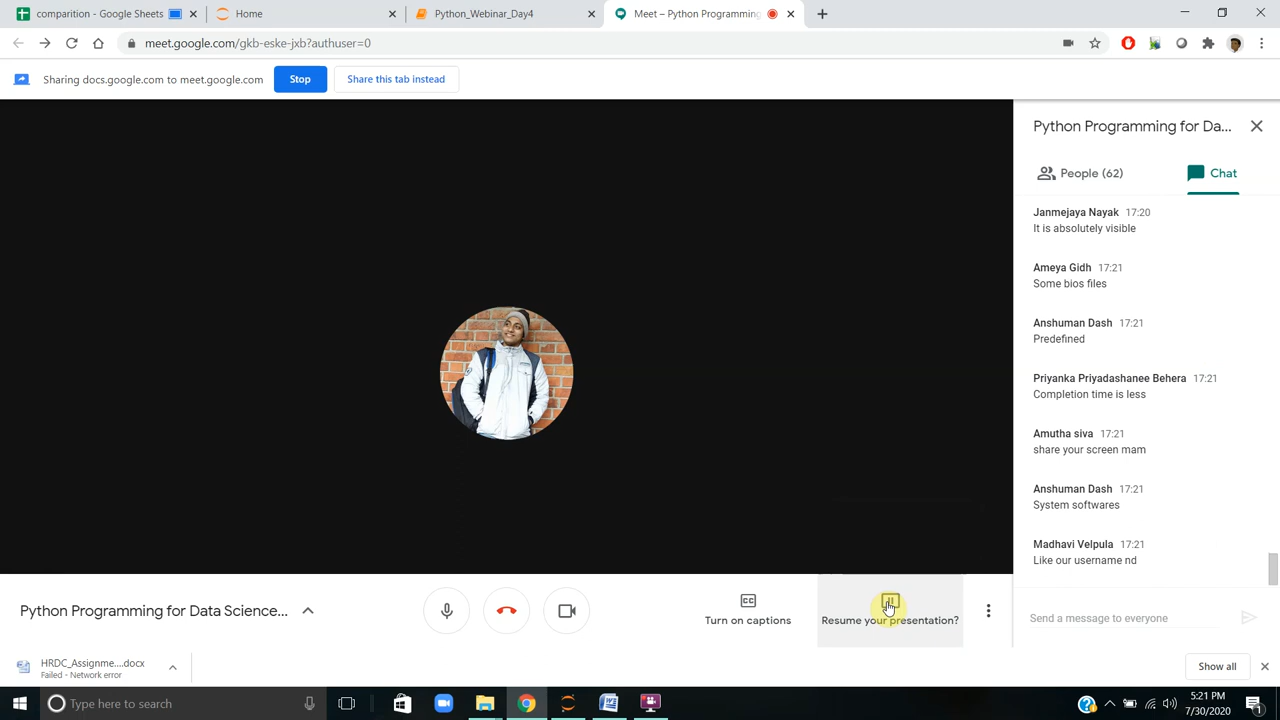 comparition - Google Sheets
Home
Python_Webinar_Day4
Meet – Python Programming
meet.google.com/gkb-eske-jxb?authuser=0
Sharing docs.google.com to meet.google.com
Stop
Share this tab instead
Python Programming for Da...
People (62)
Chat
Janmejaya Nayak 17:20
It is absolutely visible
Ameya Gidh 17:21
Some bios files
Anshuman Dash 17:21
Predefined
Priyanka Priyadashanee Behera 17:21
Completion time is less
Amutha siva 17:21
share your screen mam
Anshuman Dash 17:21
System softwares
Madhavi Velpula 17:21
Like our username nd
Send a message to everyone
Python Programming for Data Science...
Turn on captions
Resume your presentation?
HRDC_Assignme....docx
Failed - Network error
Show all
Type here to search
5:21 PM
7/30/2020